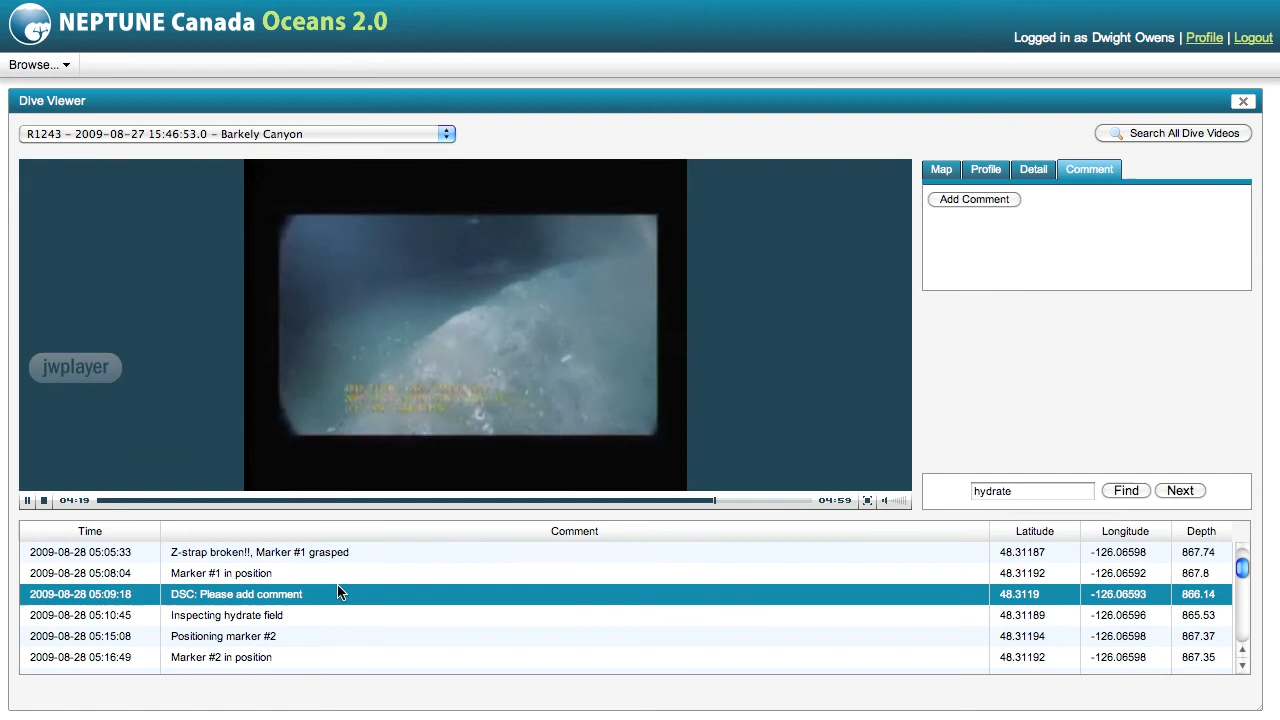 NEPTUNE Canada Oceans 2.0
Logged in as Dwight Owens | Profile | Logout
Browse...
Dive Viewer
R1243 - 2009-08-27 15:46:53.0 - Barkely Canyon
Search All Dive Videos
Map Profile Detail Comment
Add Comment
jwplayer
hydrate Find Next
04:19 04:59
Time Comment Latitude Longitude Depth
2009-08-28 05:05:33 Z-strap broken!!, Marker #1 grasped 48.31187 -126.06598 867.74
2009-08-28 05:08:04 Marker #1 in position 48.31192 -126.06592 867.8
2009-08-28 05:09:18 DSC: Please add comment 48.3119 -126.06593 866.14
2009-08-28 05:10:45 Inspecting hydrate field 48.31189 -126.06596 865.53
2009-08-28 05:15:08 Positioning marker #2 48.31194 -126.06598 867.37
2009-08-28 05:16:49 Marker #2 in position 48.31192 -126.06598 867.35